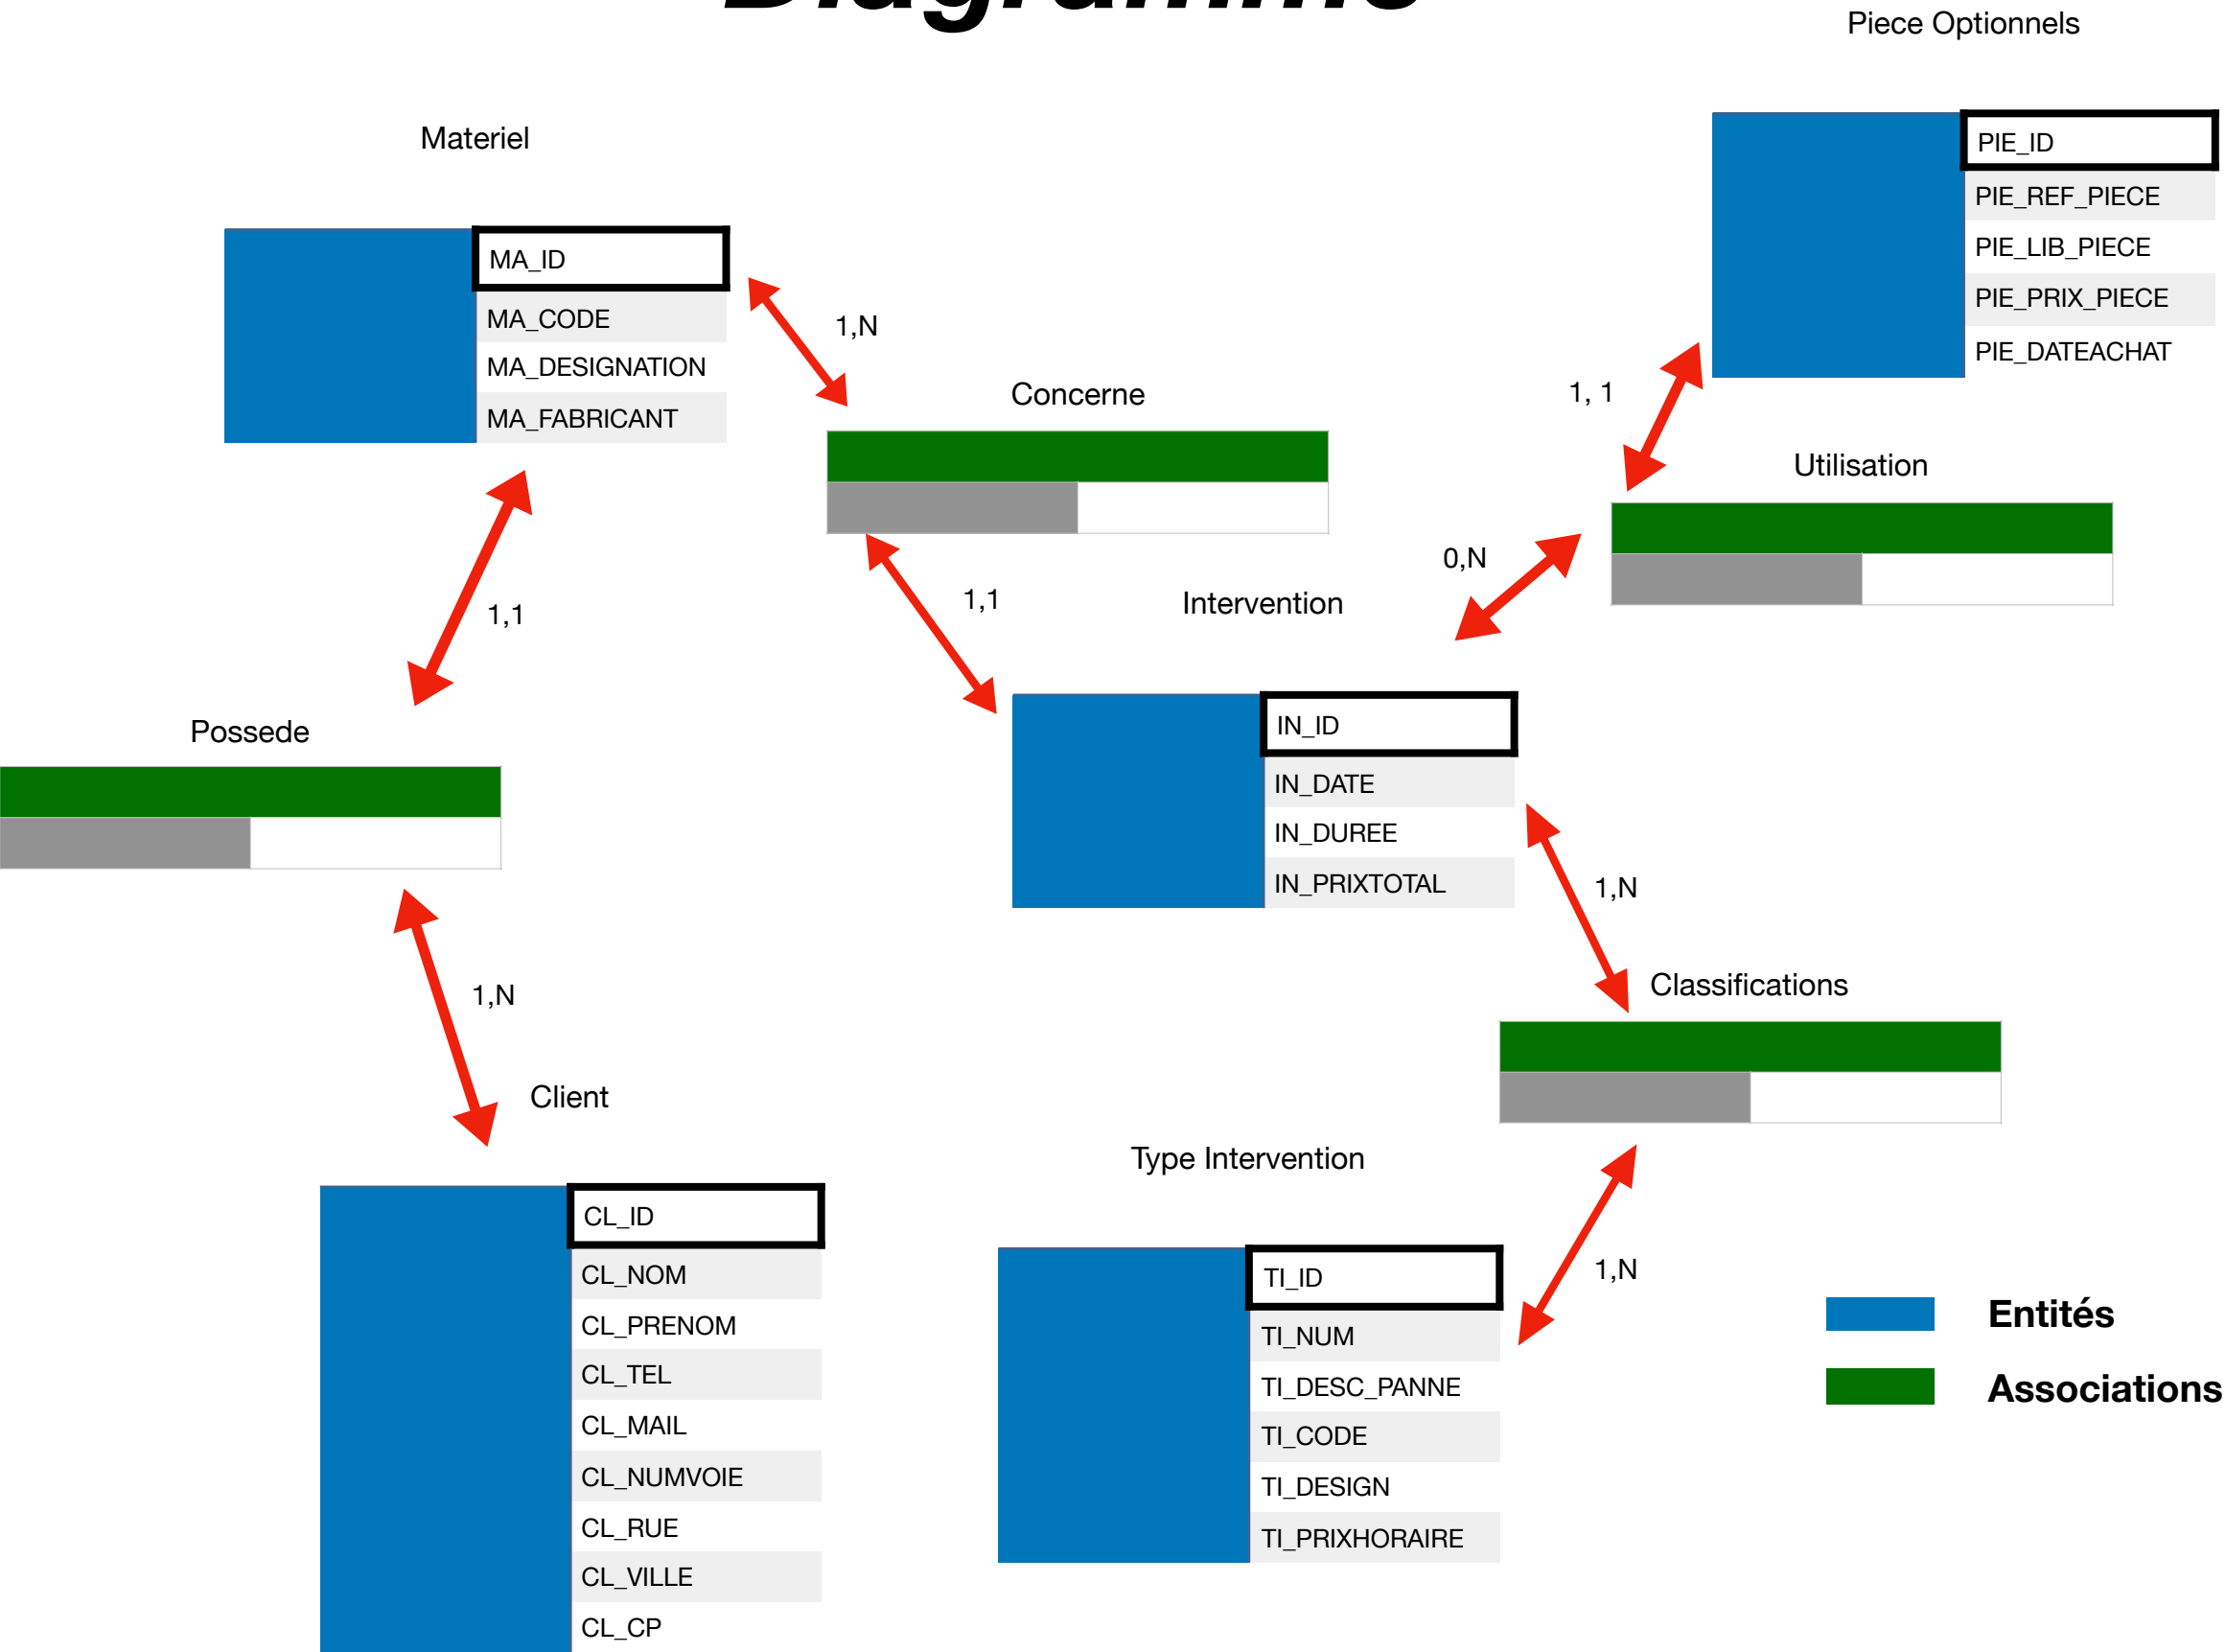 Diagramme
Piece Optionnels
PIE_ID
PIE_REF_PIECE
PIE_LIB_PIECE
PIE_PRIX_PIECE
PIE_DATEACHAT
Materiel
MA_ID
MA_CODE
MA_DESIGNATION
MA_FABRICANT
1,N
Concerne
1, 1
Utilisation
0,N
1,1
Intervention
1,1
IN_ID
IN_DATE
IN_DUREE
IN_PRIXTOTAL
Possede
1,N
Classifications
1,N
Client
CL_ID
CL_NOM
CL_PRENOM
CL_TEL
CL_MAIL
CL_NUMVOIE
CL_RUE
CL_VILLE
CL_CP
Type Intervention
TI_ID
TI_NUM
TI_DESC_PANNE
TI_CODE
TI_DESIGN
TI_PRIXHORAIRE
1,N
Entités
Associations